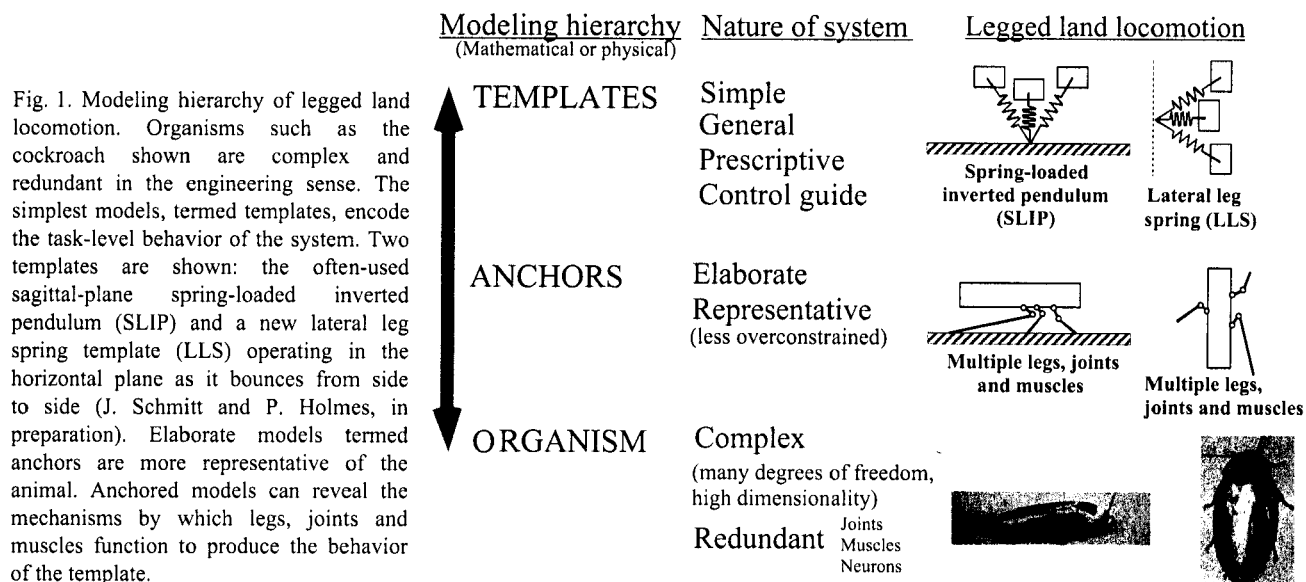 Fig. 1. Modeling hierarchy of legged land
locomotion. Organisms such as the
cockroach shown are complex and
redundant in the engineering sense. The
simplest models, termed templates, encode
the task-level behavior of the system. Two
templates are shown: the often-used
sagittal-plane spring-loaded inverted
pendulum (SLIP) and a new lateral leg
spring template (LLS) operating in the
horizontal plane as it bounces from side
to side (J. Schmitt and P. Holmes, in
preparation). Elaborate models termed
anchors are more representative of the
animal. Anchored models can reveal the
mechanisms by which legs, joints and
muscles function to produce the behavior
of the template.
Modeling hierarchy
(Mathematical or physical)
Nature of system
Legged land locomotion
TEMPLATES
Simple
General
Prescriptive
Control guide
Spring-loaded
inverted pendulum
(SLIP)
Lateral leg
spring (LLS)
ANCHORS
Elaborate
Representative
(less overconstrained)
Multiple legs, joints
and muscles
Multiple legs,
joints and muscles
ORGANISM
Complex
(many degrees of freedom,
high dimensionality)
Redundant
Joints
Muscles
Neurons